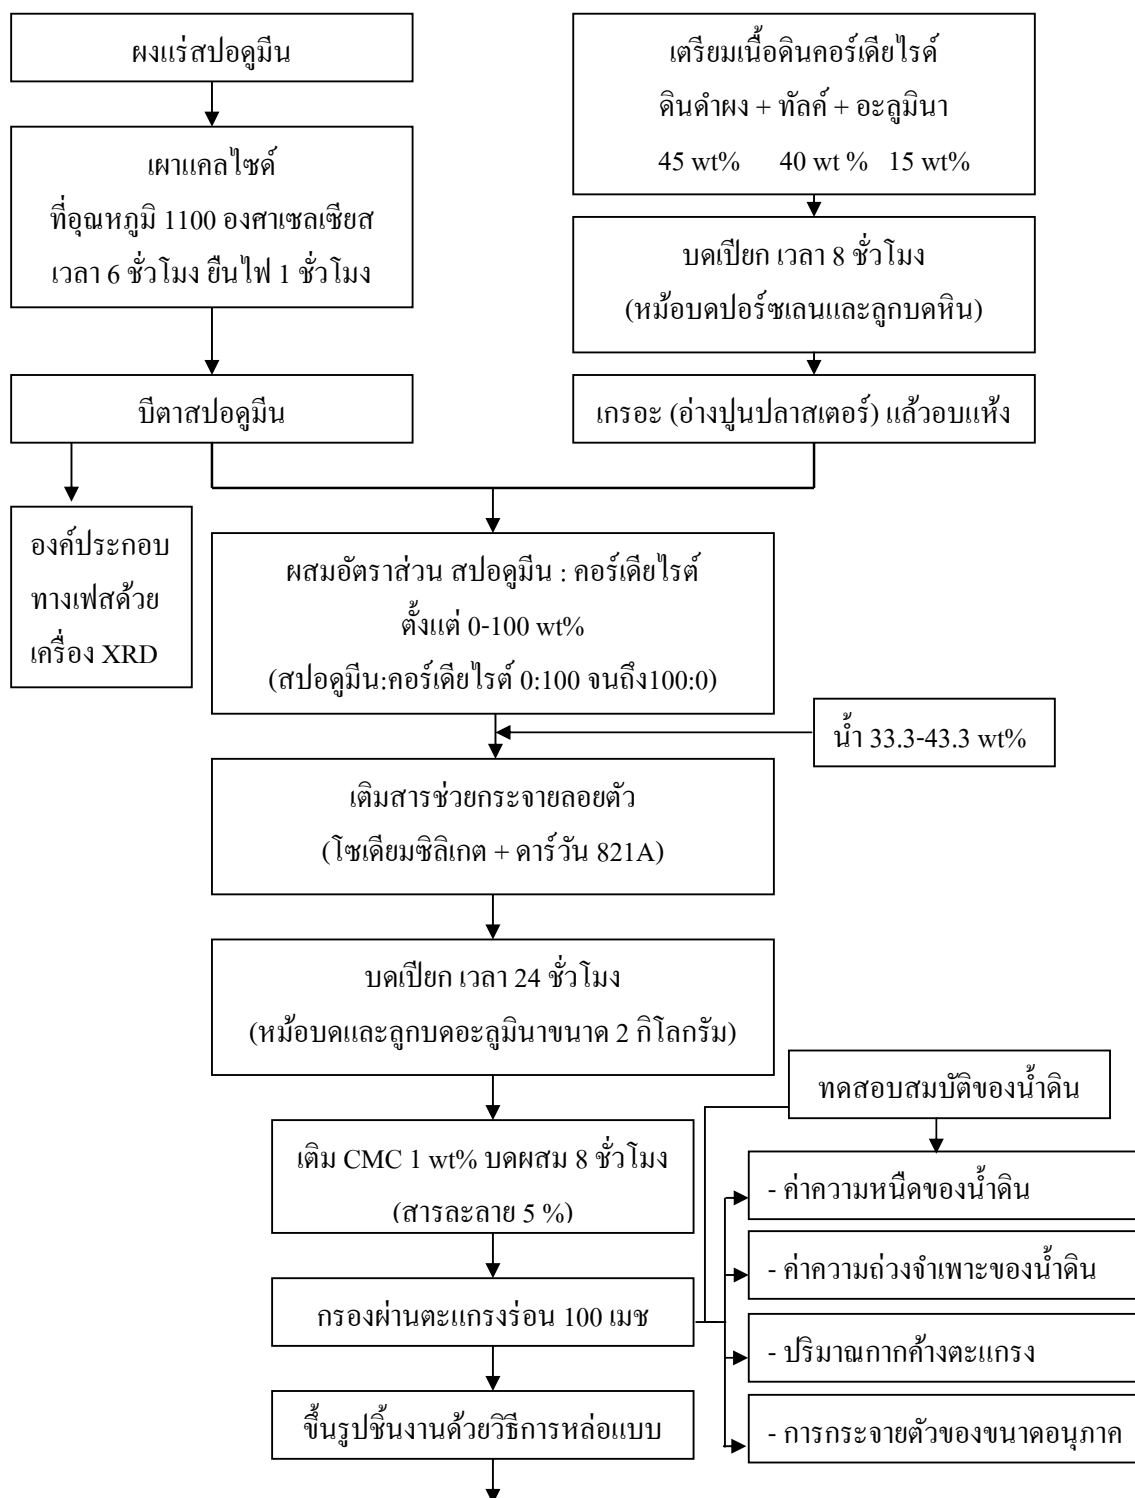 ผงแร่สปอดูมีน
เผาแคลไซด์
ที่อุณหภูมิ 1100 องศาเซลเซียส
เวลา 6 ชั่วโมง ยืนไฟ 1 ชั่วโมง
บีตาสปอดูมีน
องค์ประกอบ
ทางเฟสด้วย
เครื่อง XRD
เตรียมเนื้อดินคอร์เดียไรด์
ดินดำผง + ทัลค์ + อะลูมินา
45 wt% 40 wt % 15 wt%
บดเปียก เวลา 8 ชั่วโมง
(หม้อบดปอร์ซเลนและลูกบดหิน)
เกรอะ (อ่างปูนปลาสเตอร์) แล้วอบแห้ง
ผสมอัตราส่วน สปอดูมีน : คอร์เดียไรต์
ตั้งแต่ 0-100 wt%
(สปอดูมีน:คอร์เดียไรต์ 0:100 จนถึง100:0)
น้ำ 33.3-43.3 wt%
เติมสารช่วยกระจายลอยตัว
(โซเดียมซิลิเกต + ดาร์วัน 821A)
บดเปียก เวลา 24 ชั่วโมง
(หม้อบดและลูกบดอะลูมินาขนาด 2 กิโลกรัม)
เติม CMC 1 wt% บดผสม 8 ชั่วโมง
(สารละลาย 5 %)
กรองผ่านตะแกรงร่อน 100 เมช
ขึ้นรูปชิ้นงานด้วยวิธีการหล่อแบบ
ทดสอบสมบัติของน้ำดิน
- ค่าความหนืดของน้ำดิน
- ค่าความถ่วงจำเพาะของน้ำดิน
- ปริมาณกากค้างตะแกรง
- การกระจายตัวของขนาดอนุภาค